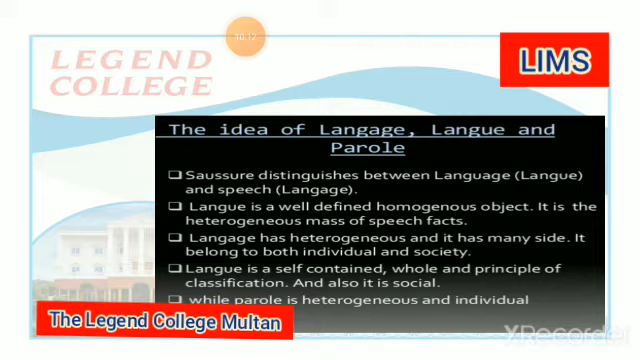 10:12
LEGEND
COLLEGE
LIMS
The idea of Langage, Langue and
Parole
Saussure distinguishes between Language (Langue)
and speech (Langage).
Langue is a well defined homogenous object. It is the
heterogeneous mass of speech facts.
Langage has heterogeneous and it has many side. It
belong to both individual and society.
Langue is a self contained, whole and principle of
classification. And also it is social.
while parole is heterogeneous and individual
The Legend College Multan
XRecorder